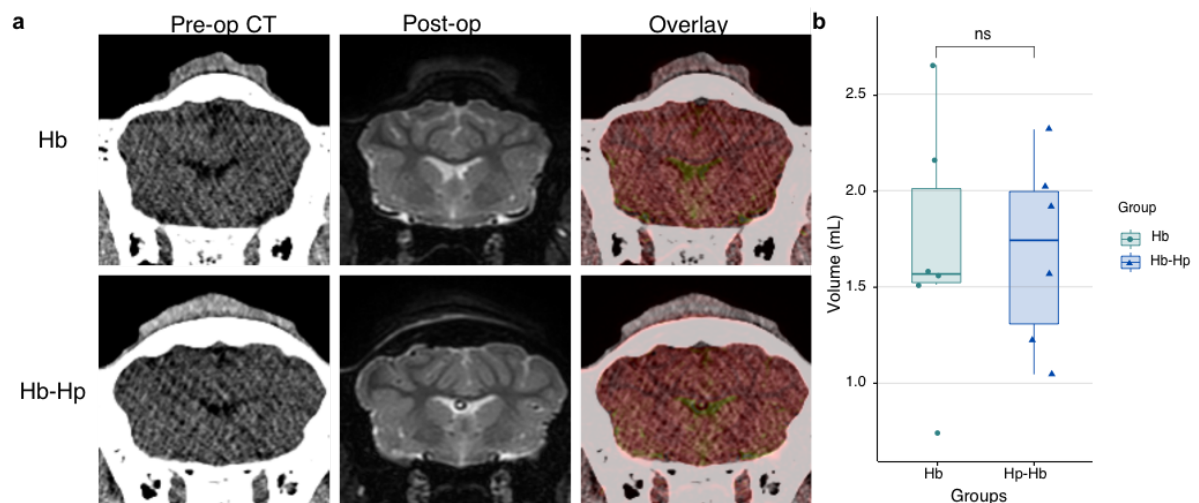 a
Pre-op CT
Post-op
Overlay
Hb
Hb-Hp
b
ns
2.5
2.0
1.5
1.0
Volume (mL)
Hb
Hp-Hb
Groups
Group
Hb
Hb-Hp